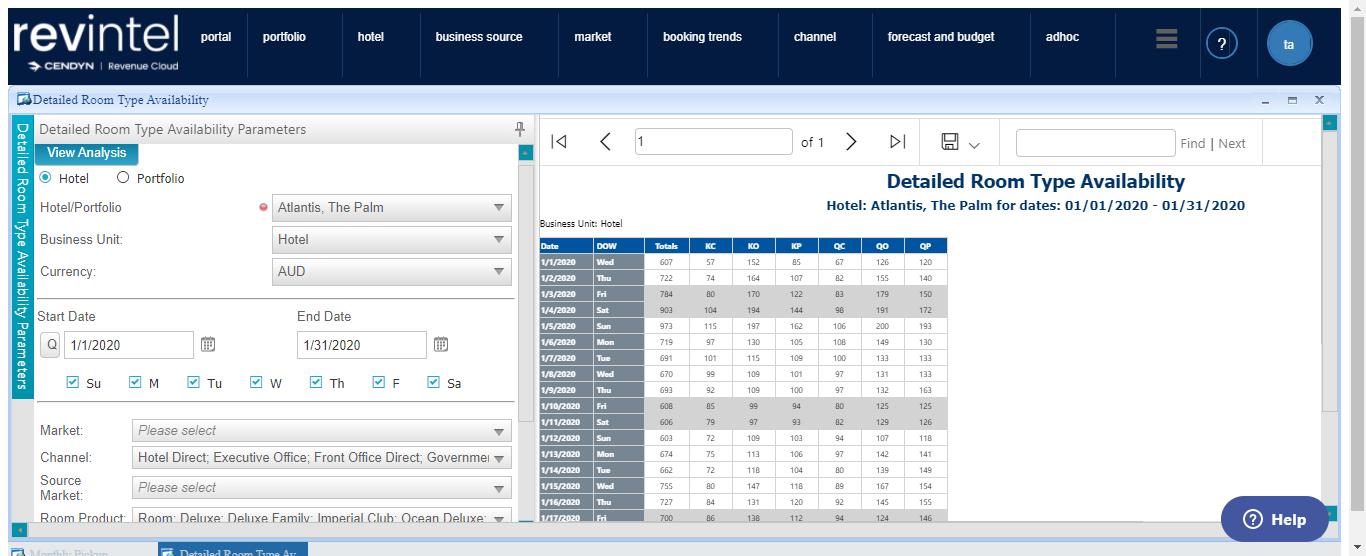 revintel
CENDYN | Revenue Cloud
portal portfolio hotel business source market booking trends channel forecast and budget adhoc ? ta
Detailed Room Type Availability
Detailed Room Type Availability Parameters
Detailed Room Type Availability Parameters
View Analysis
Hotel Portfolio
Hotel/Portfolio Atlantis, The Palm
Business Unit: Hotel
Currency: AUD
Start Date End Date
Q 1/1/2020 1/31/2020
Su M Tu W Th F Sa
Market: Please select
Channel: Hotel Direct; Executive Office; Front Office Direct; Governme
Source
Market: Please select
Room Product: Room; Deluxe; Deluxe Family; Imperial Club; Ocean Deluxe;
1 of 1 Find | Next
Detailed Room Type Availability
Hotel: Atlantis, The Palm for dates: 01/01/2020 - 01/31/2020
Business Unit: Hotel
Date DOW Totals KC KO KP QC QO QP
1/1/2020 Wed 607 57 152 85 67 126 120
1/2/2020 Thu 722 74 164 107 82 155 140
1/3/2020 Fri 784 80 170 122 83 179 150
1/4/2020 Sat 903 104 194 144 98 191 172
1/5/2020 Sun 973 115 197 162 106 200 193
1/6/2020 Mon 719 97 130 105 108 149 130
1/7/2020 Tue 691 101 115 109 100 133 133
1/8/2020 Wed 670 99 109 101 97 131 133
1/9/2020 Thu 693 92 109 100 97 132 163
1/10/2020 Fri 608 85 99 94 80 125 125
1/11/2020 Sat 606 79 97 93 82 129 126
1/12/2020 Sun 603 72 109 103 94 107 118
1/13/2020 Mon 674 75 113 106 97 142 141
1/14/2020 Tue 662 72 118 104 80 139 149
1/15/2020 Wed 755 80 147 118 89 167 154
1/16/2020 Thu 727 84 131 120 92 145 155
1/17/2020 Fri 700 86 138 112 94 124 146
Help
Monthly Pickup Detailed Room Type Av